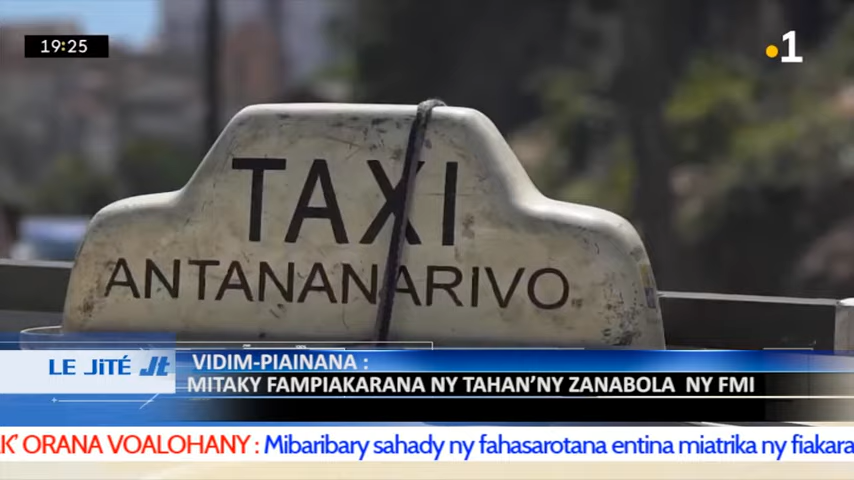 19:25
1
TAXI
ANTANANARIVO
LE JiTÉ Jt
VIDIM-PIAINANA :
MITAKY FAMPIAKARANA NY TAHAN'NY ZANABOLA NY FMI
K' ORANA VOALOHANY : Mibaribary sahady ny fahasarotana entina miatrika ny fiakara